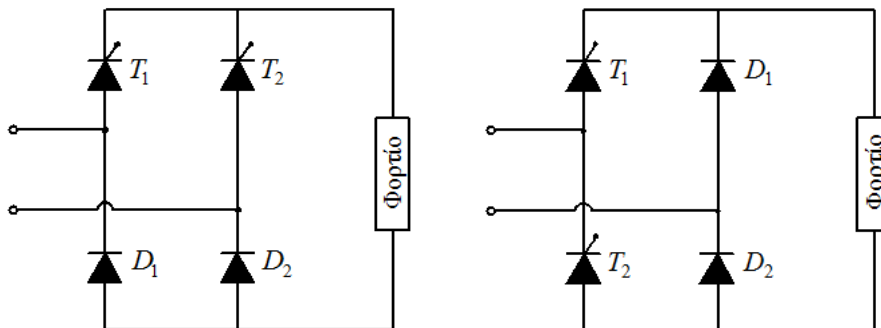 T₁ T₂
D₁ D₂
Φορτίο
T₁ D₁
T₂ D₂
Φορτίο